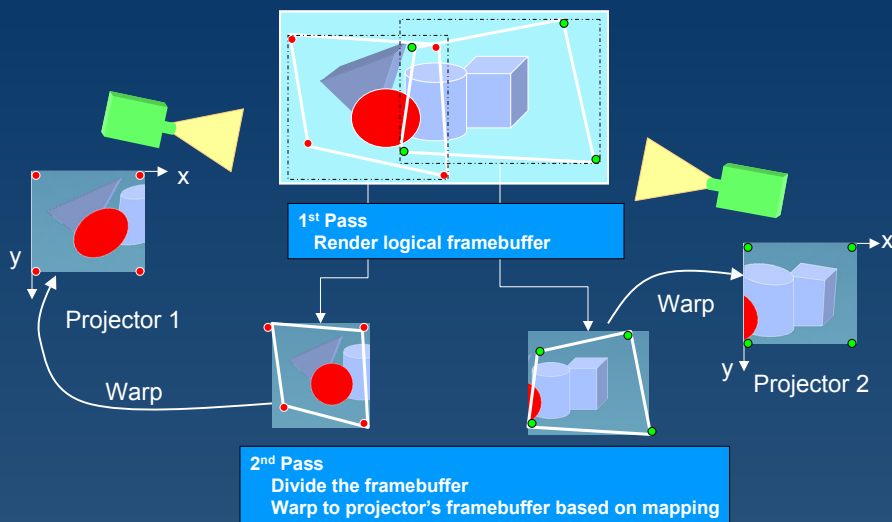 x
y
Projector 1
1st Pass
Render logical framebuffer
x
y
Projector 2
Warp
Warp
2nd Pass
Divide the framebuffer
Warp to projector's framebuffer based on mapping